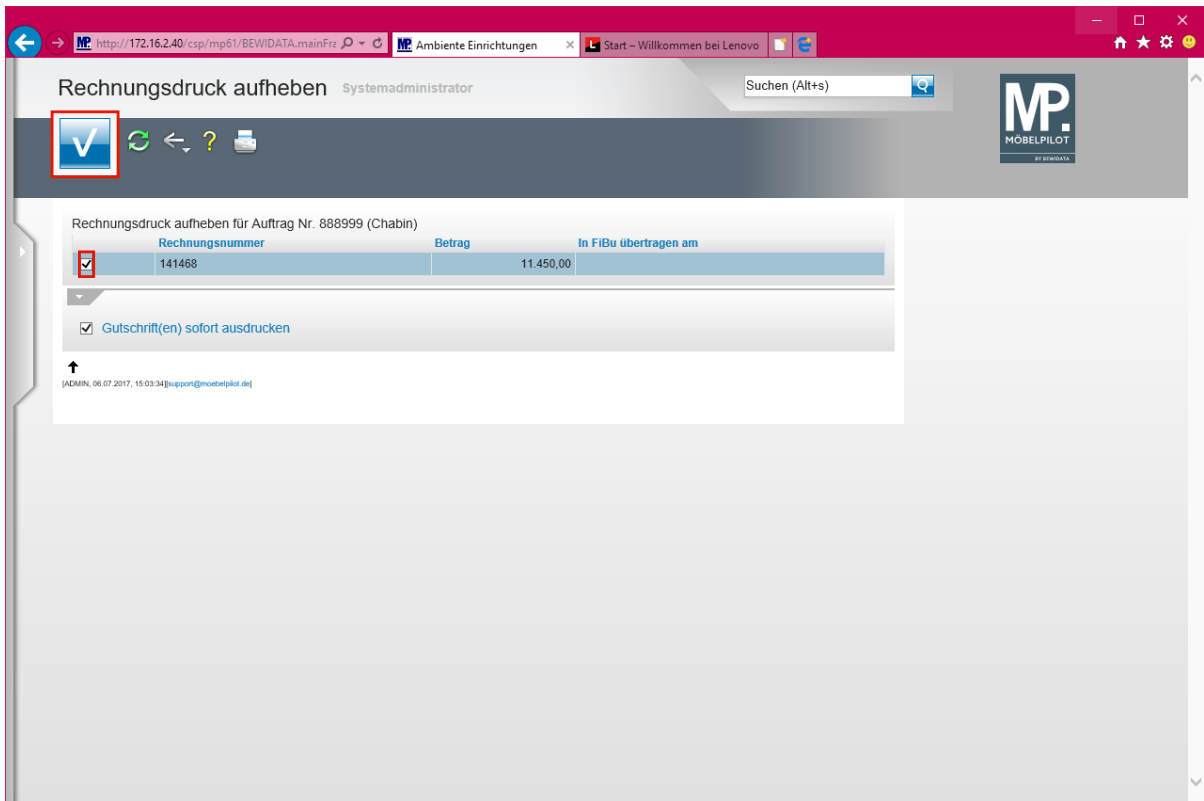 http://172.16.2.40/csp/mp61/BEWIDATA.mainFra
MP. Ambiente Einrichtungen
L Start – Willkommen bei Lenovo
Rechnungsdruck aufheben Systemadministrator
Suchen (Alt+s)
MP.
MÖBELPILOT
BY BEWIDATA
Rechnungsdruck aufheben für Auftrag Nr. 888999 (Chabin)
Rechnungsnummer Betrag In FiBu übertragen am
141468 11.450,00
Gutschrift(en) sofort ausdrucken
[ADMIN, 06.07.2017, 15:03:34][support@moebelpilot.de]